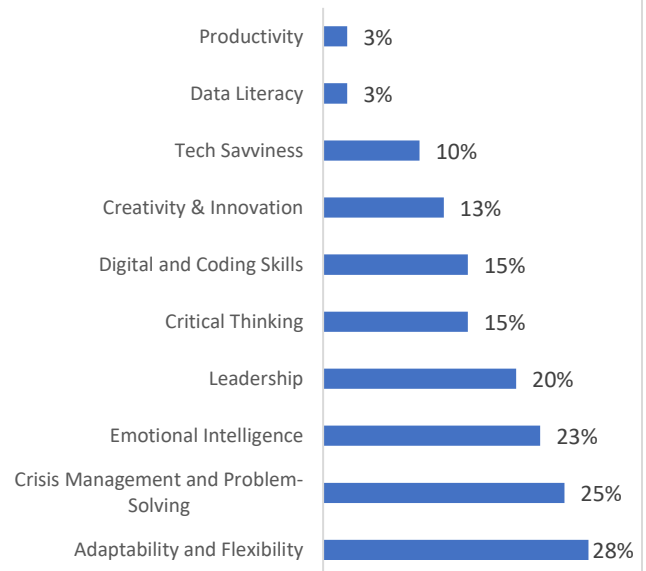 Productivity 3%
Data Literacy 3%
Tech Savviness 10%
Creativity & Innovation 13%
Digital and Coding Skills 15%
Critical Thinking 15%
Leadership 20%
Emotional Intelligence 23%
Crisis Management and Problem-
Solving 25%
Adaptability and Flexibility 28%